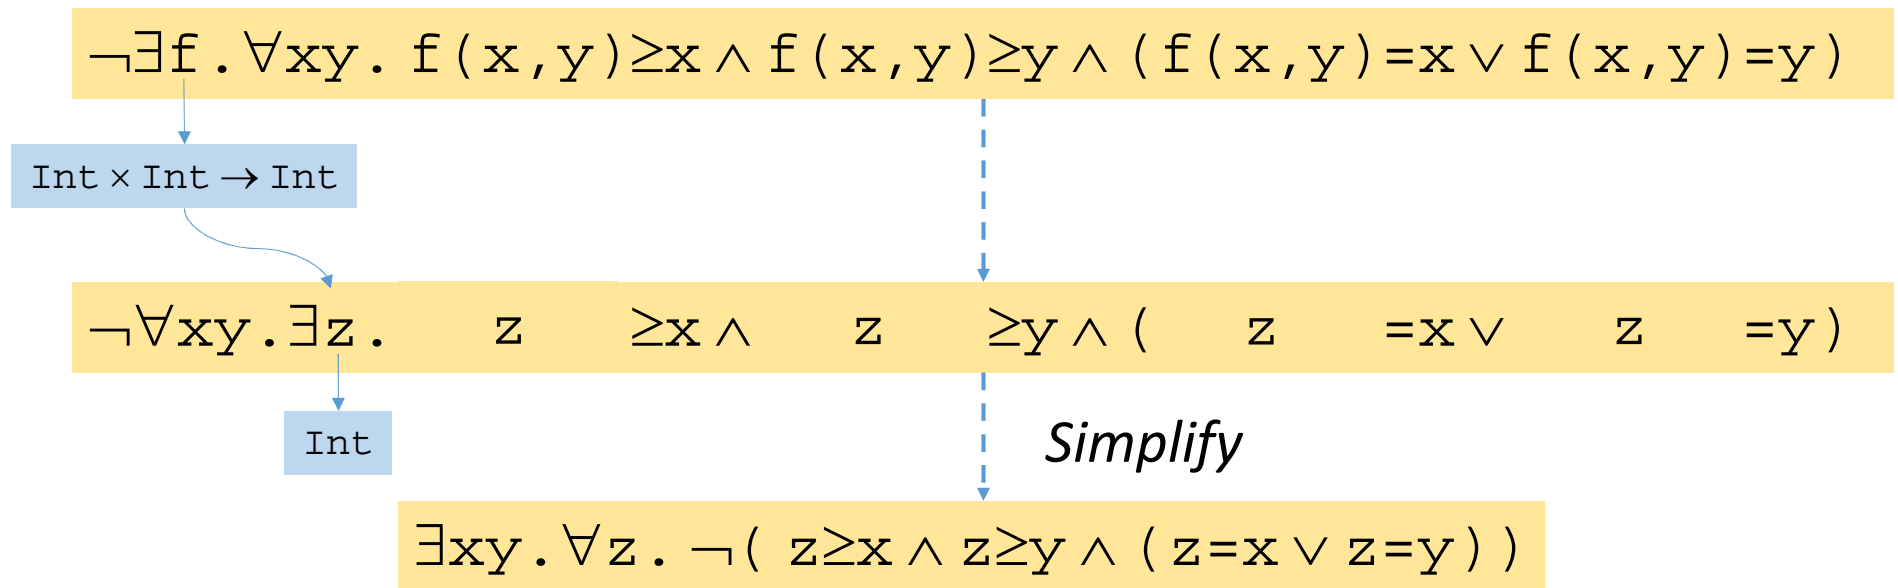 ¬∃f.∀xy. f(x,y)≥x ∧ f(x,y)≥y ∧ (f(x,y)=x ∨ f(x,y)=y)
Int × Int → Int
¬∀xy.∃z. z ≥x ∧ z ≥y ∧ ( z =x ∨ z =y)
Int
Simplify
∃xy.∀z.¬( z≥x ∧ z≥y ∧ (z=x ∨ z=y))